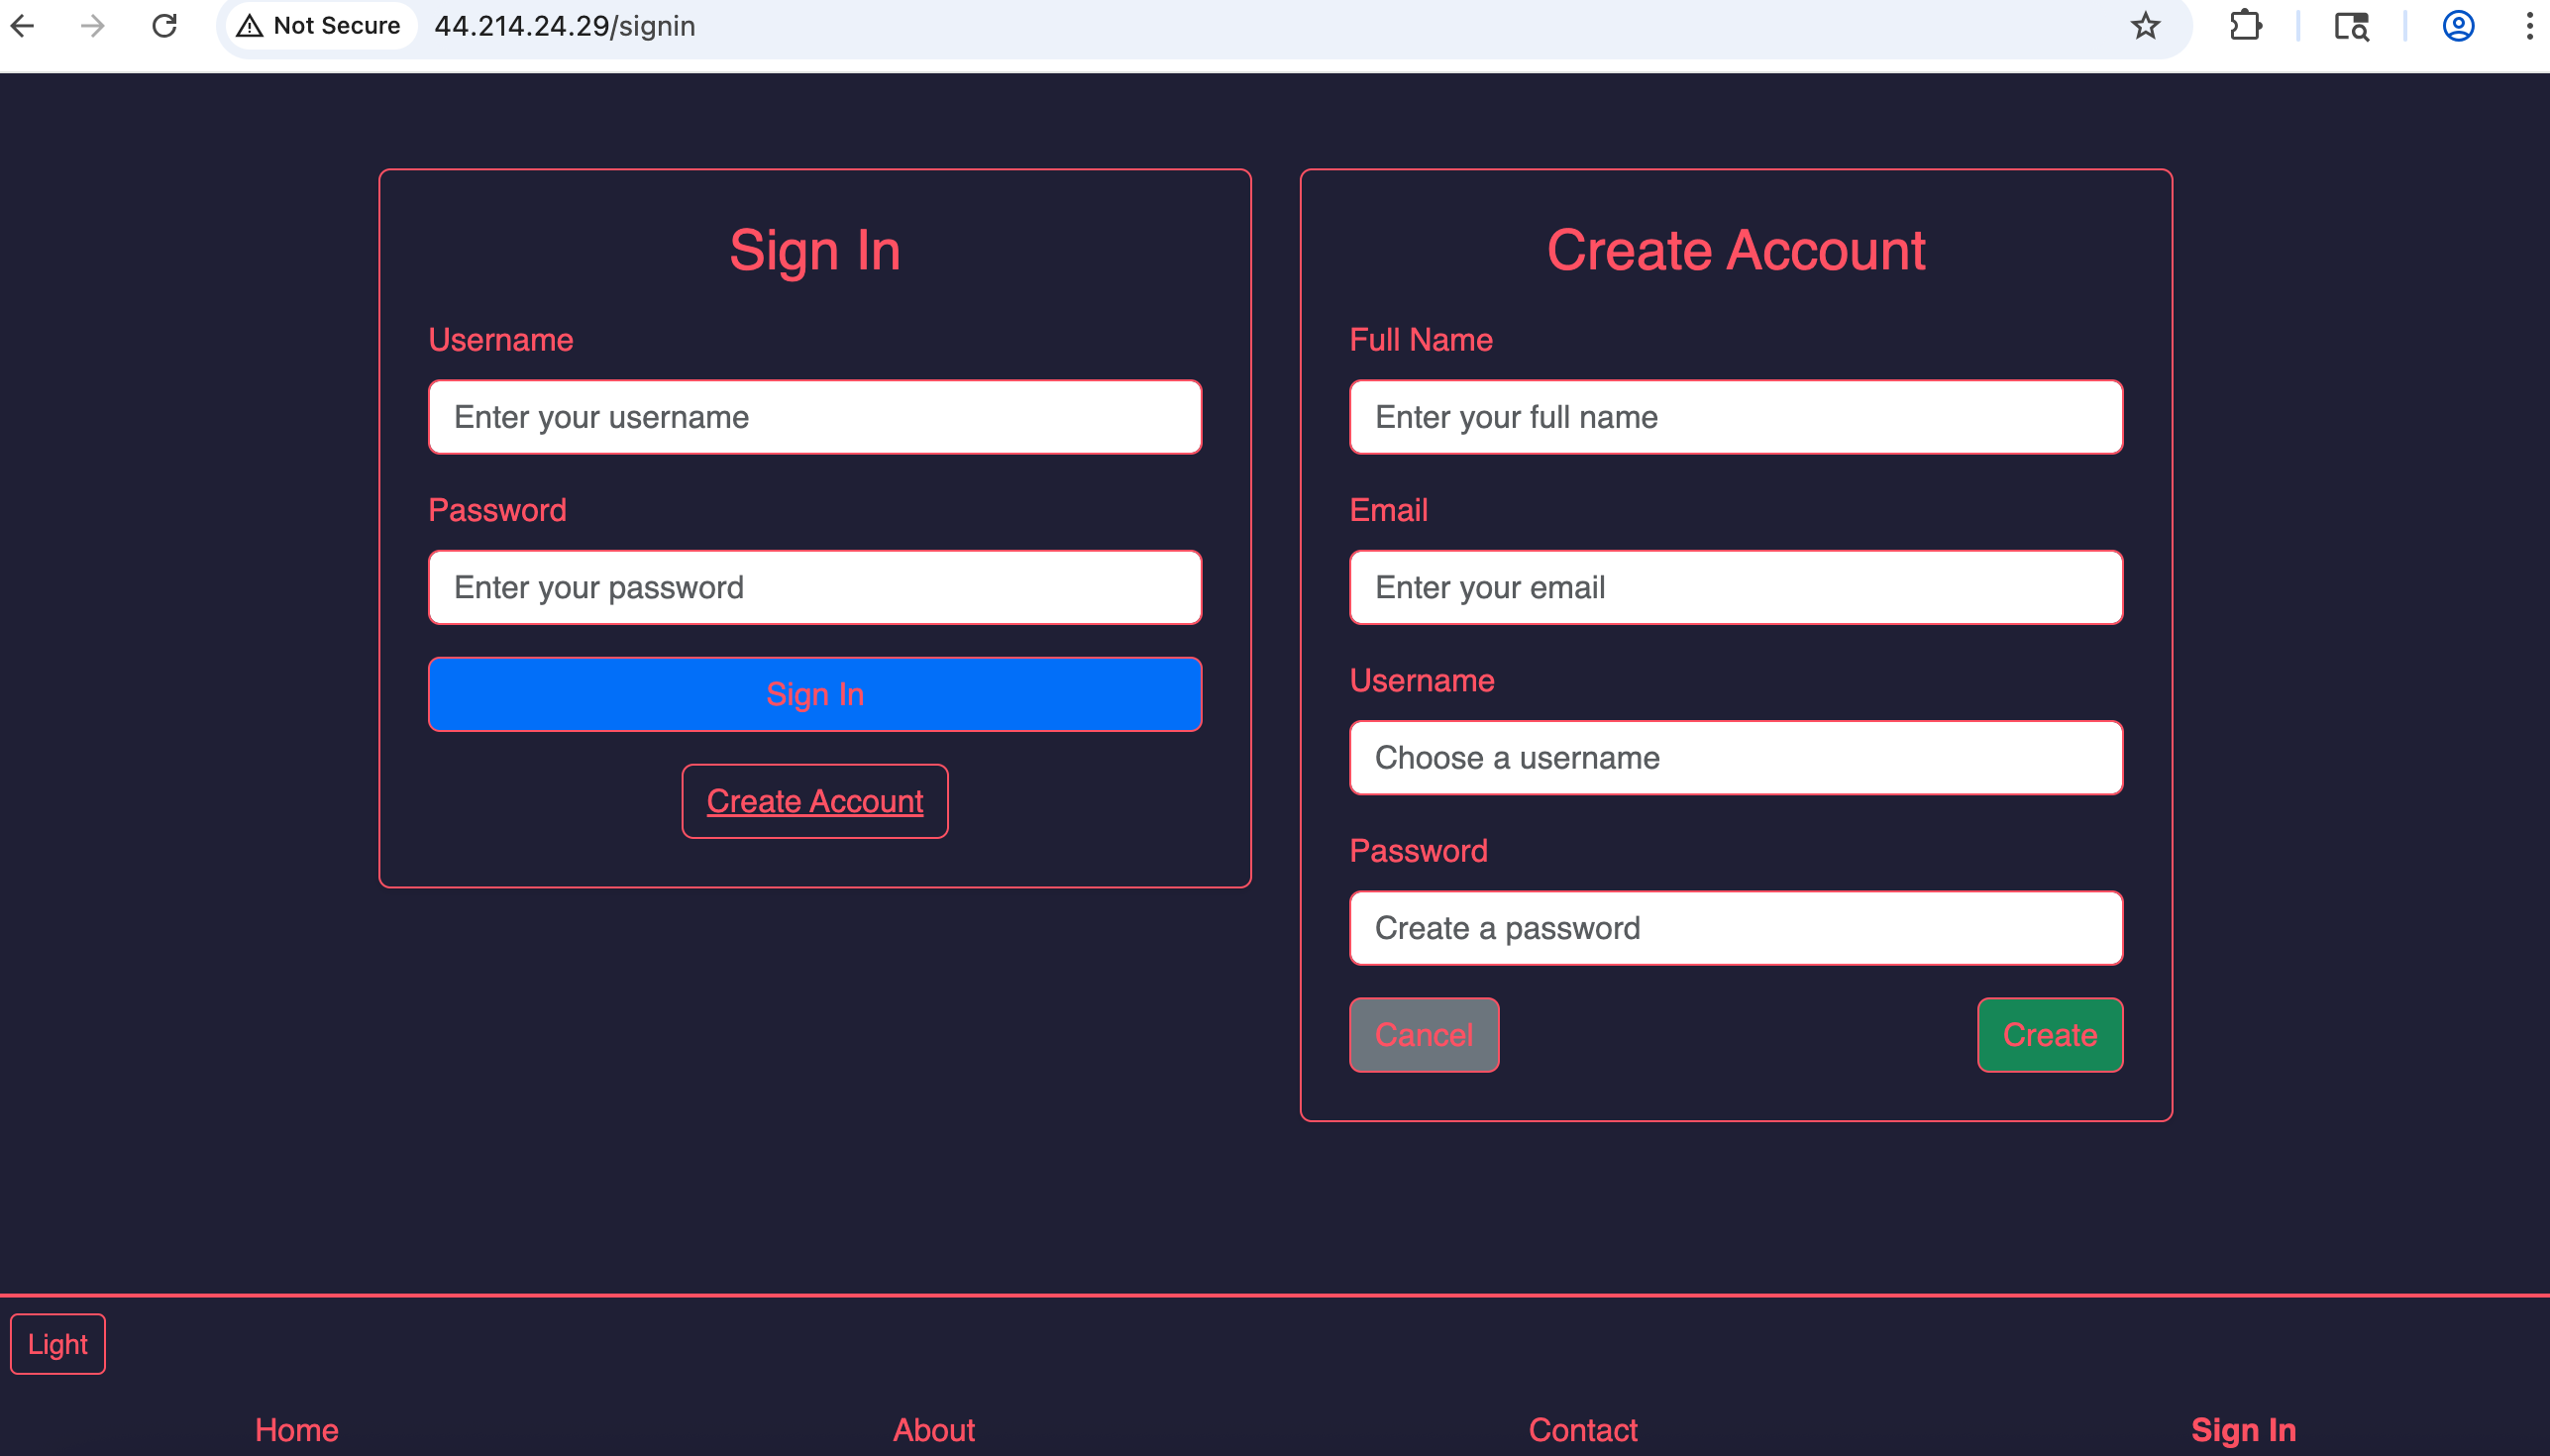 Not Secure 44.214.24.29/signin
Sign In
Username
Enter your username
Password
Enter your password
Sign In
Create Account
Create Account
Full Name
Enter your full name
Email
Enter your email
Username
Choose a username
Password
Create a password
Cancel Create
Light
Home About Contact Sign In